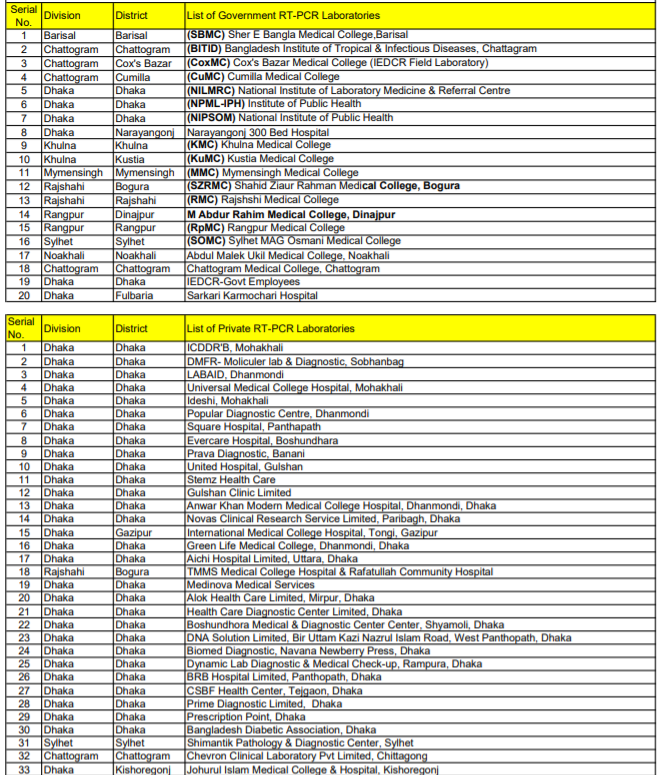 Serial No. Division District List of Government RT-PCR Laboratories
1 Barisal Barisal (SBMC) Sher E Bangla Medical College,Barisal
2 Chattogram Chattogram (BITID) Bangladesh Institute of Tropical & Infectious Diseases, Chattagram
3 Chattogram Cox's Bazar (CoxMC) Cox's Bazar Medical College (IEDCR Field Laboratory)
4 Chattogram Cumilla (CuMC) Cumilla Medical College
5 Dhaka Dhaka (NILMRC) National Institute of Laboratory Medicine & Referral Centre
6 Dhaka Dhaka (NPML-IPH) Institute of Public Health
7 Dhaka Dhaka (NIPSOM) National Institute of Public Health
8 Dhaka Narayangonj Narayangonj 300 Bed Hospital
9 Khulna Khulna (KMC) Khulna Medical College
10 Khulna Kustia (KuMC) Kustia Medical College
11 Mymensingh Mymensingh (MMC) Mymensingh Medical College
12 Rajshahi Bogura (SZRMC) Shahid Ziaur Rahman Medical College, Bogura
13 Rajshahi Rajshahi (RMC) Rajshshi Medical College
14 Rangpur Dinajpur M Abdur Rahim Medical College, Dinajpur
15 Rangpur Rangpur (RpMC) Rangpur Medical College
16 Sylhet Sylhet (SOMC) Sylhet MAG Osmani Medical College
17 Noakhali Noakhali Abdul Malek Ukil Medical College, Noakhali
18 Chattogram Chattogram Chattogram Medical College, Chattogram
19 Dhaka Dhaka IEDCR-Govt Employees
20 Dhaka Fulbaria Sarkari Karmochari Hospital
Serial No. Division District List of Private RT-PCR Laboratories
1 Dhaka Dhaka ICDDR'B, Mohakhali
2 Dhaka Dhaka DMFR- Moliculer lab & Diagnostic, Sobhanbag
3 Dhaka Dhaka LABAID, Dhanmondi
4 Dhaka Dhaka Universal Medical College Hospital, Mohakhali
5 Dhaka Dhaka Ideshi, Mohakhali
6 Dhaka Dhaka Popular Diagnostic Centre, Dhanmondi
7 Dhaka Dhaka Square Hospital, Panthapath
8 Dhaka Dhaka Evercare Hospital, Boshundhara
9 Dhaka Dhaka Prava Diagnostic, Banani
10 Dhaka Dhaka United Hospital, Gulshan
11 Dhaka Dhaka Stemz Health Care
12 Dhaka Dhaka Gulshan Clinic Limited
13 Dhaka Dhaka Anwar Khan Modern Medical College Hospital, Dhanmondi, Dhaka
14 Dhaka Dhaka Novas Clinical Research Service Limited, Paribagh, Dhaka
15 Dhaka Gazipur International Medical College Hospital, Tongi, Gazipur
16 Dhaka Dhaka Green Life Medical College, Dhanmondi, Dhaka
17 Dhaka Dhaka Aichi Hospital Limited, Uttara, Dhaka
18 Rajshahi Bogura TMMS Medical College Hospital & Rafatullah Community Hospital
19 Dhaka Dhaka Medinova Medical Services
20 Dhaka Dhaka Alok Health Care Limited, Mirpur, Dhaka
21 Dhaka Dhaka Health Care Diagnostic Center Limited, Dhaka
22 Dhaka Dhaka Boshundhora Medical & Diagnostic Center Center, Shyamoli, Dhaka
23 Dhaka Dhaka DNA Solution Limited, Bir Uttam Kazi Nazrul Islam Road, West Panthopath, Dhaka
24 Dhaka Dhaka Biomed Diagnostic, Navana Newberry Press, Dhaka
25 Dhaka Dhaka Dynamic Lab Diagnostic & Medical Check-up, Rampura, Dhaka
26 Dhaka Dhaka BRB Hospital Limited, Panthopath, Dhaka
27 Dhaka Dhaka CSBF Health Center, Tejgaon, Dhaka
28 Dhaka Dhaka Prime Diagnostic Limited, Dhaka
29 Dhaka Dhaka Prescription Point, Dhaka
30 Dhaka Dhaka Bangladesh Diabetic Association, Dhaka
31 Sylhet Sylhet Shimantik Pathology & Diagnostic Center, Sylhet
32 Chattogram Chattogram Chevron Clinical Laboratory Pvt Limited, Chittagong
33 Dhaka Kishoregonj Johurul Islam Medical College & Hospital, Kishoregonj